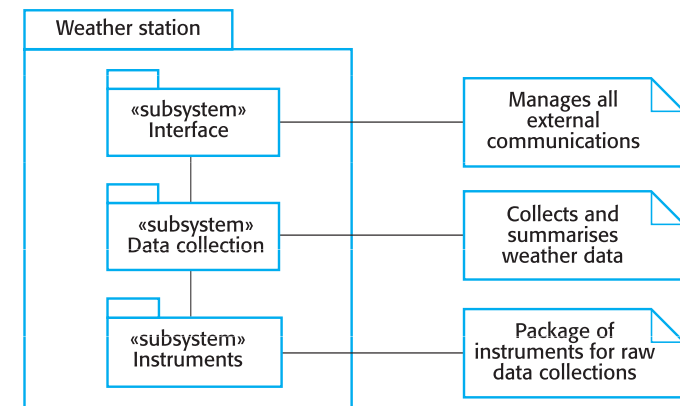 Weather station
«subsystem»
Interface
Manages all
external
communications
«subsystem»
Data collection
Collects and
summarises
weather data
«subsystem»
Instruments
Package of
instruments for raw
data collections